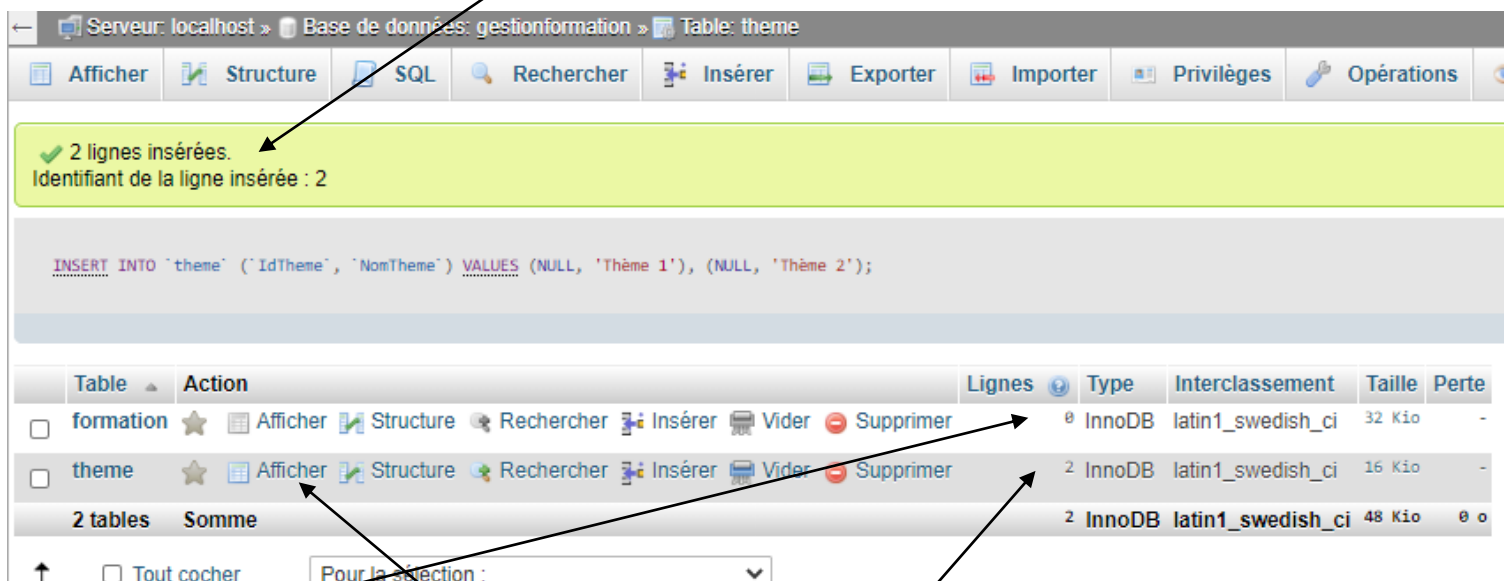 ← Serveur: localhost » Base de données: gestionformation » Table: theme
Afficher Structure SQL Rechercher Insérer Exporter Importer Privilèges Opérations
2 lignes insérées.
Identifiant de la ligne insérée : 2
INSERT INTO `theme` (`IdTheme`, `NomTheme`) VALUES (NULL, 'Thème 1'), (NULL, 'Thème 2');
Table Action Lignes Type Interclassement Taille Perte
formation Afficher Structure Rechercher Insérer Vider Supprimer 0 InnoDB latin1_swedish_ci 32 Kio -
theme Afficher Structure Rechercher Insérer Vider Supprimer 2 InnoDB latin1_swedish_ci 16 Kio -
2 tables Somme 2 InnoDB latin1_swedish_ci 48 Kio 0 o
Tout cocher Pour la sélection :